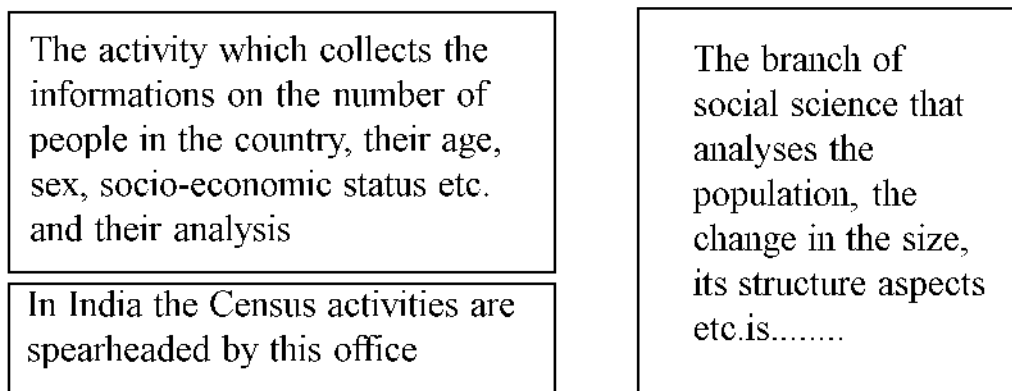 The activity which collects the
informations on the number of
people in the country, their age,
sex, socio-economic status etc.
and their analysis
In India the Census activities are
spearheaded by this office
The branch of
social science that
analyses the
population, the
change in the size,
its structure aspects
etc.is........